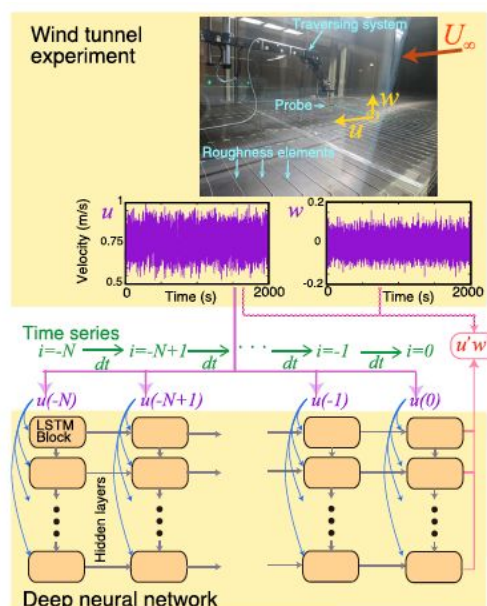 Wind tunnel
experiment
Traversing system
U∞
Probe
w
u
Roughness elements
u
w
Velocity (m/s)
1
0.75
0.5
0
2000
Time (s)
0.2
0
-0.2
0
2000
Time (s)
Time series
i=-N
dt
i=-N+1
dt
· · · ·
i=-1
dt
i=0
u'w'
u(-N)
u(-N+1)
u(-1)
u(0)
LSTM
Block
Hidden layers
Deep neural network